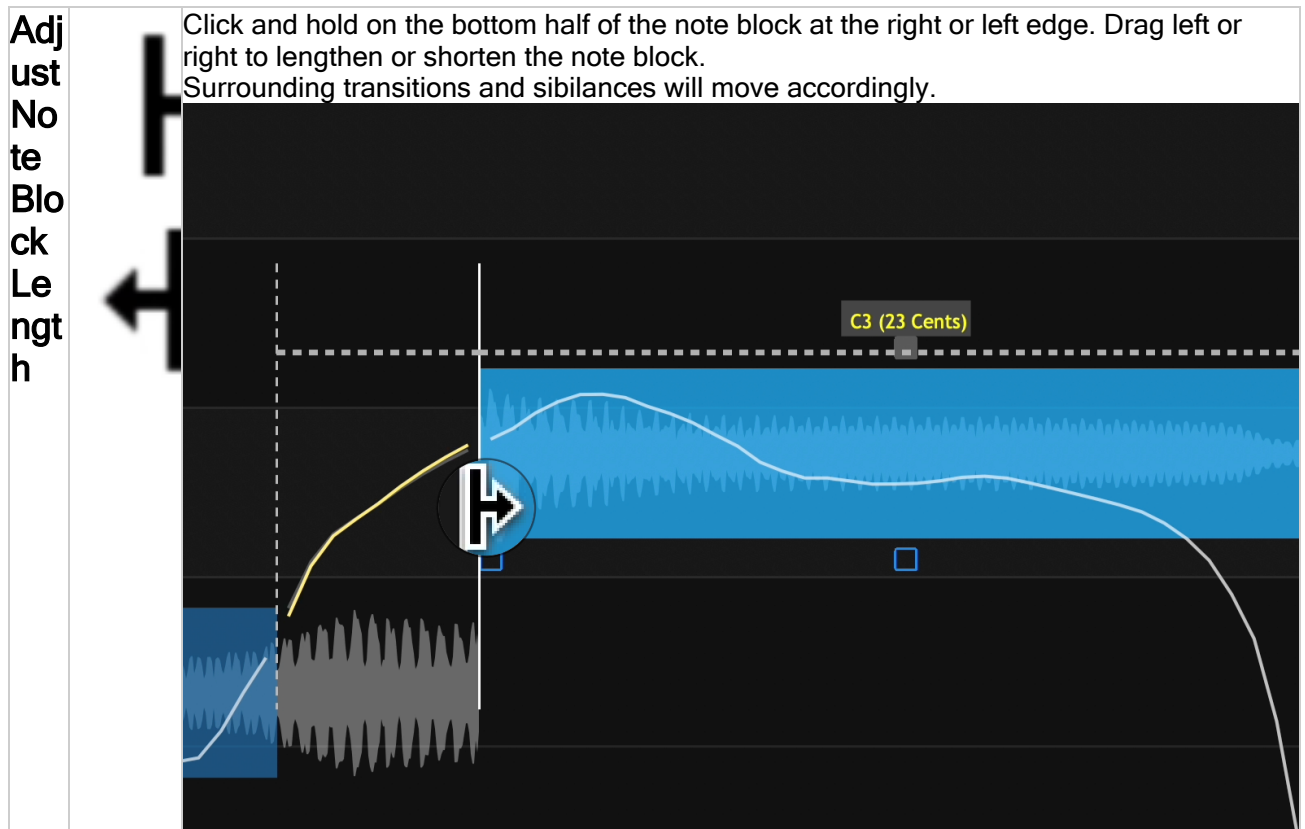 Adj
ust
No
te
Blo
ck
Le
ngt
h
Click and hold on the bottom half of the note block at the right or left edge. Drag left or
right to lengthen or shorten the note block.
Surrounding transitions and sibilances will move accordingly.
C3 (23 Cents)